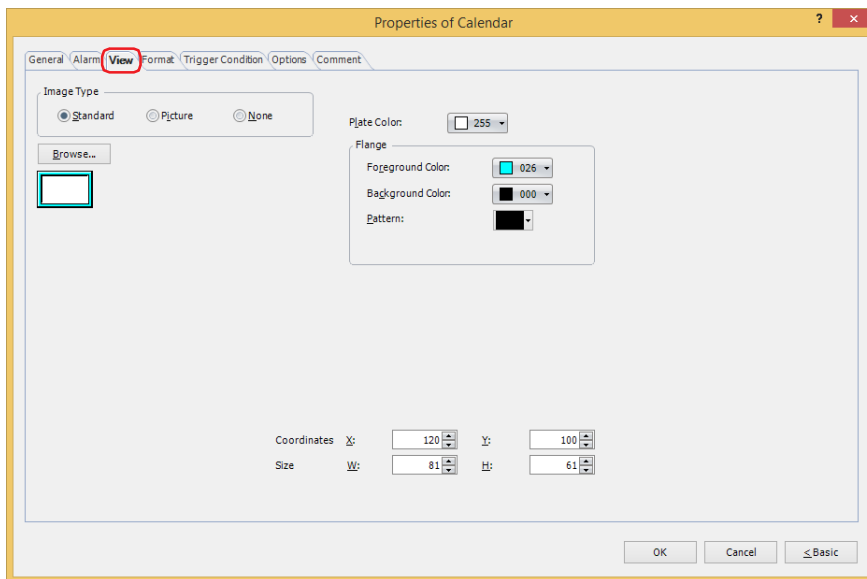 Properties of Calendar
?
×
General Alarm View Format Trigger Condition Options Comment
Image Type
Standard Picture None
Plate Color: 255
Browse...
Flange
Foreground Color: 026
Background Color: 000
Pattern:
Coordinates X: 120 Y: 100
Size W: 81 H: 61
OK Cancel < Basic